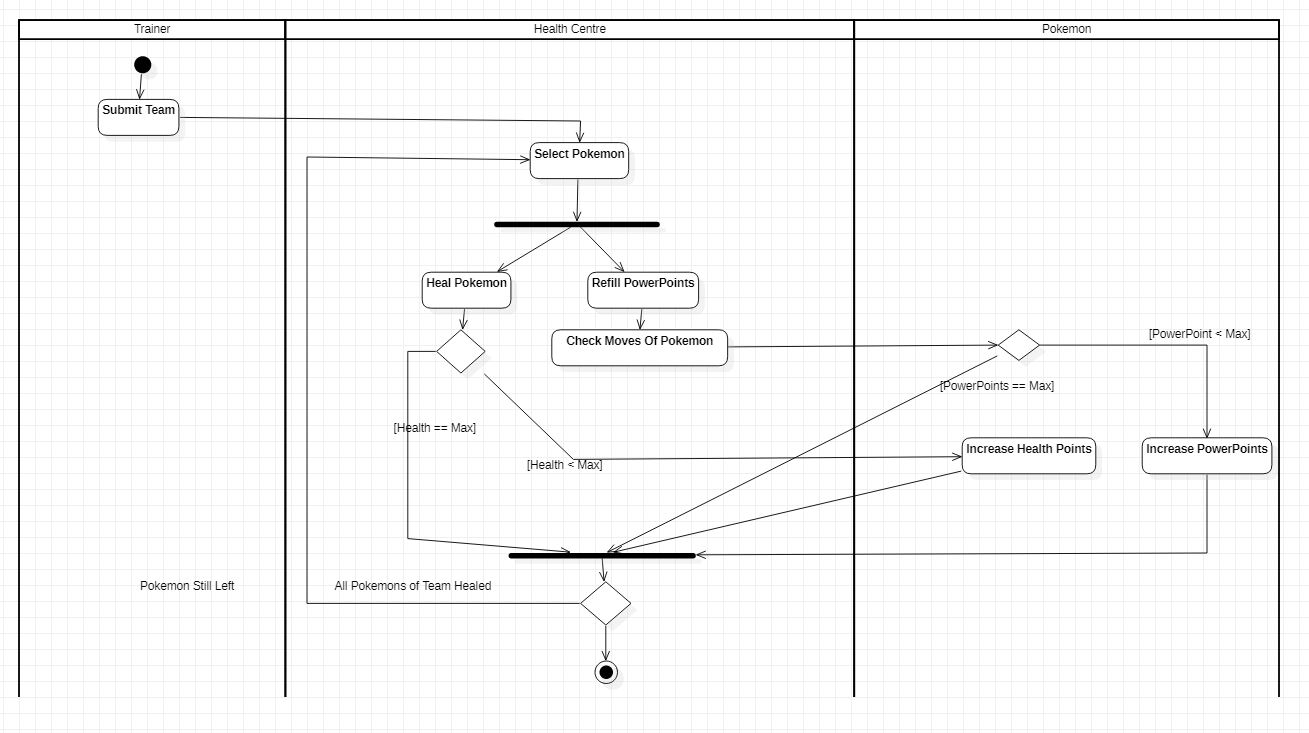 Trainer
Health Centre
Pokemon
Submit Team
Select Pokemon
Heal Pokemon
Refill PowerPoints
Check Moves Of Pokemon
[PowerPoint < Max]
[PowerPoints == Max]
[Health == Max]
[Health < Max]
Increase Health Points
Increase PowerPoints
Pokemon Still Left
All Pokemons of Team Healed